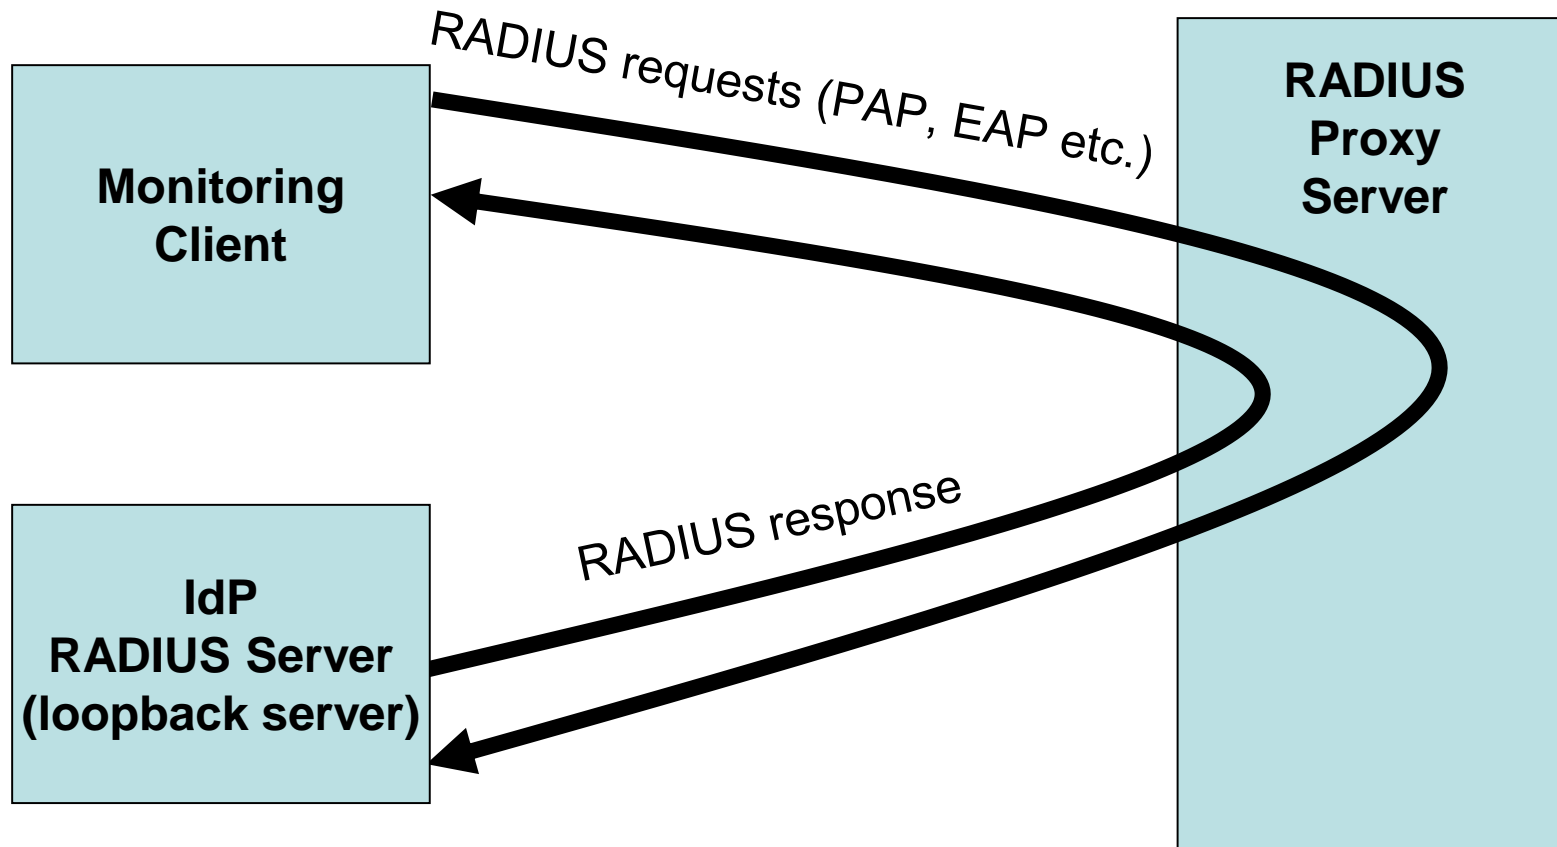 RADIUS requests (PAP, EAP etc.)
Monitoring
Client
RADIUS
Proxy
Server
RADIUS response
IdP
RADIUS Server
(loopback server)